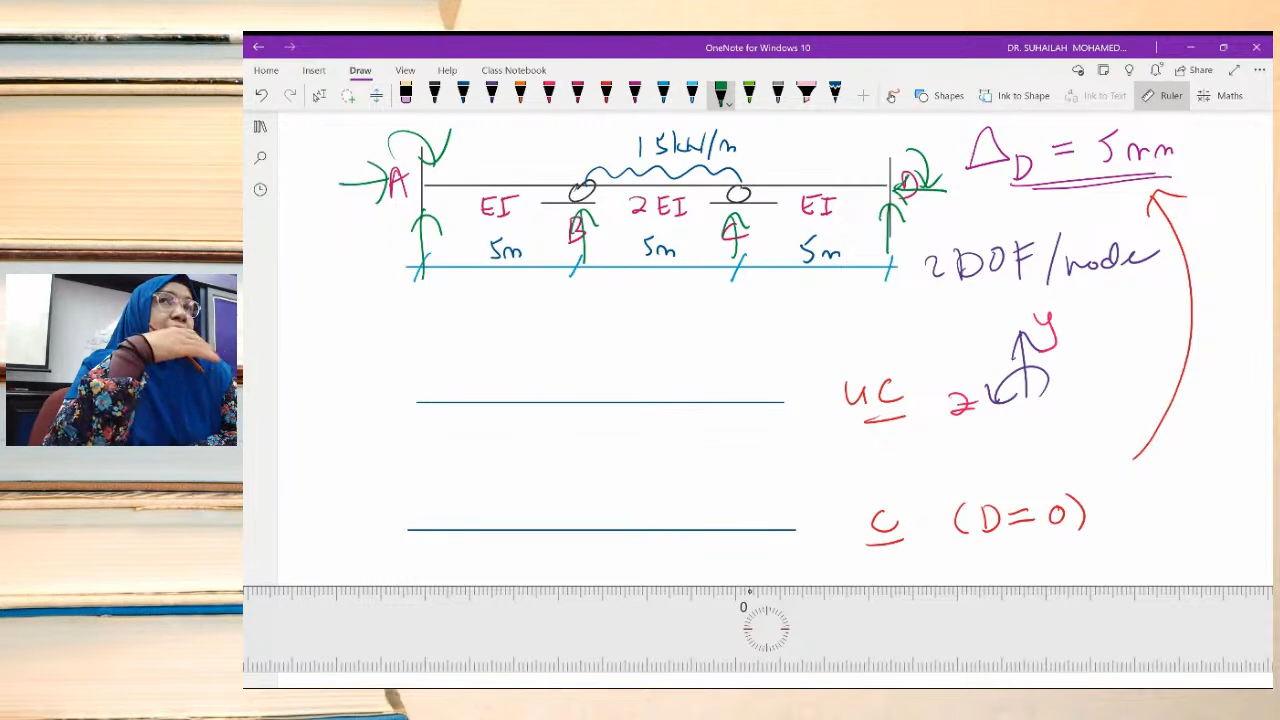 OneNote for Windows 10
DR. SUHAILAH MOHAMED...
Home Insert Draw View Help Class Notebook Share
Shapes Ink to Shape Ink to Text Ruler Maths
15kN/m
ΔD = 5mm
A D
EI 2EI EI
B C
5m 5m 5m
2DOF/node
y
UC z
C (D=0)
0